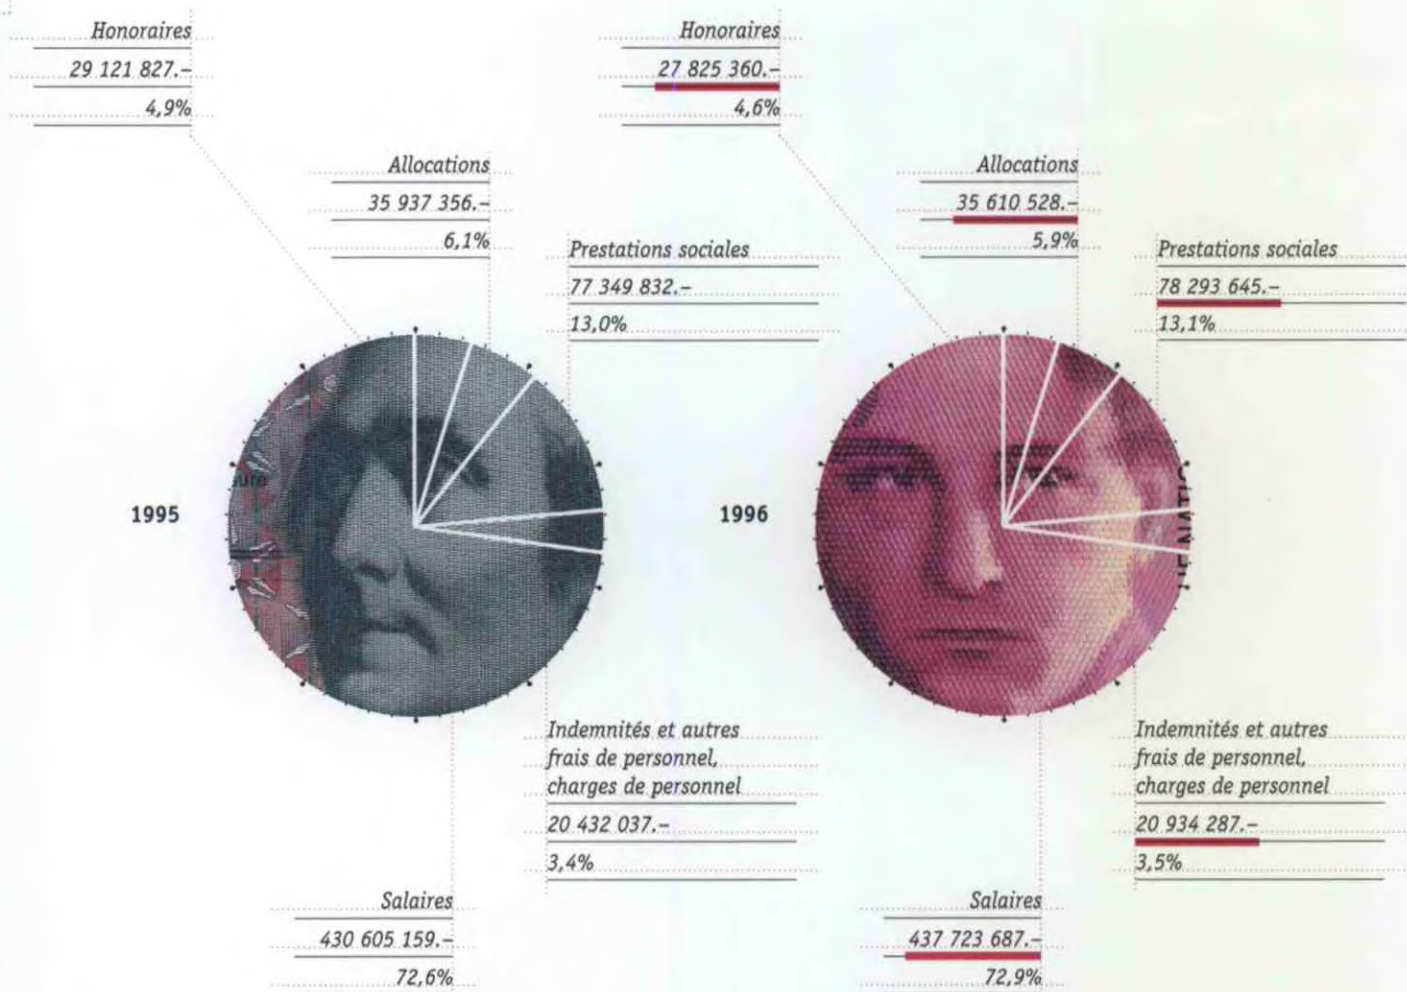 Honoraires
29 121 827.–
4,9%
Allocations
35 937 356.–
6,1%
Prestations sociales
77 349 832.–
13,0%
1995
Indemnités et autres
frais de personnel,
charges de personnel
20 432 037.–
3,4%
Salaires
430 605 159.–
72,6%
Honoraires
27 825 360.–
4,6%
Allocations
35 610 528.–
5,9%
Prestations sociales
78 293 645.–
13,1%
1996
Indemnités et autres
frais de personnel,
charges de personnel
20 934 287.–
3,5%
Salaires
437 723 687.–
72,9%